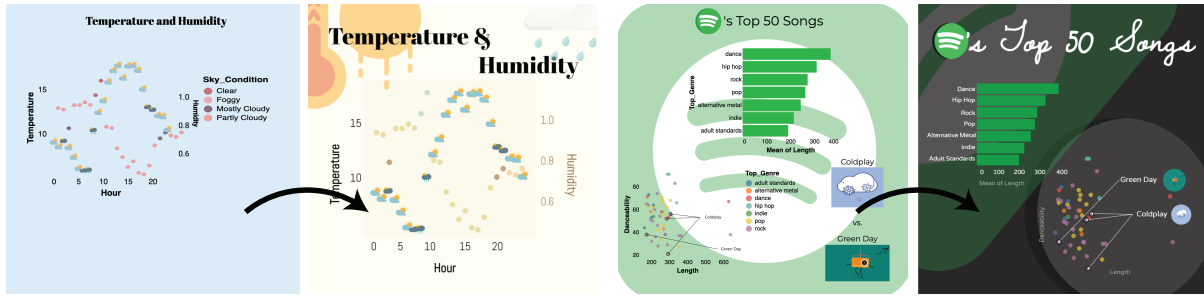 Temperature and Humidity
Temperature
15
10
Sky_Condition
Clear
Foggy
Mostly Cloudy
Partly Cloudy
1.0
0.8
0.6
Humidity
0 5 10 15 20
Hour
Temperature &
Humidity
Temperature
15
10
1.0
0.8
0.6
Humidity
0 5 10 15 20
Hour
's Top 50 Songs
Top_Genre
dance
hip hop
rock
pop
alternative metal
indie
adult standards
0 100 200 300 400
Mean of Length
Coldplay
Top_Genre
adult standards
alternative metal
dance
hip hop
indie
pop
rock
Danceability
80
60
40
20
Coldplay
Green Day
200 300 400 500 600
Length
vs.
Green Day
's Top 50 Songs
Dance
Hip Hop
Rock
Pop
Alternative Metal
Indie
Adult Standards
0 100 200 300 400
Mean of Length
Green Day
Coldplay
Danceability
Length